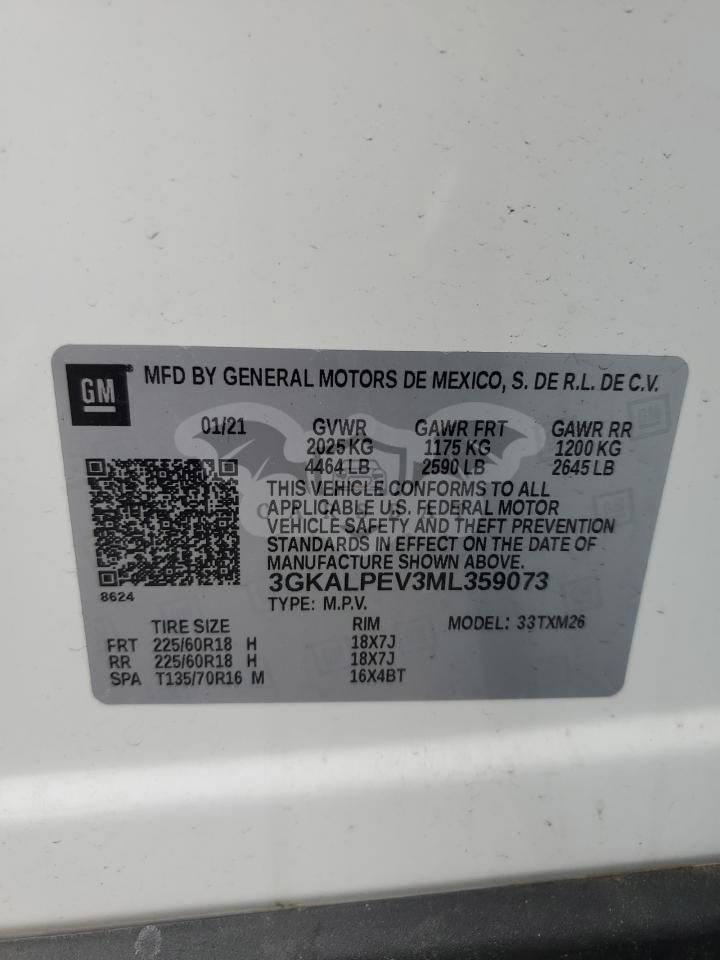 GM
MFD BY GENERAL MOTORS DE MEXICO, S. DE R.L. DE C.V.
01/21 GVWR GAWR FRT GAWR RR
2025 KG 1175 KG 1200 KG
4464 LB 2590 LB 2645 LB
THIS VEHICLE CONFORMS TO ALL
APPLICABLE U.S. FEDERAL MOTOR
VEHICLE SAFETY AND THEFT PREVENTION
STANDARDS IN EFFECT ON THE DATE OF
MANUFACTURE SHOWN ABOVE.
8624
3GKALPEV3ML359073
TYPE: M.P.V.
TIRE SIZE RIM MODEL: 33TXM26
FRT 225/60R18 H 18X7J
RR 225/60R18 H 18X7J
SPA T135/70R16 M 16X4BT